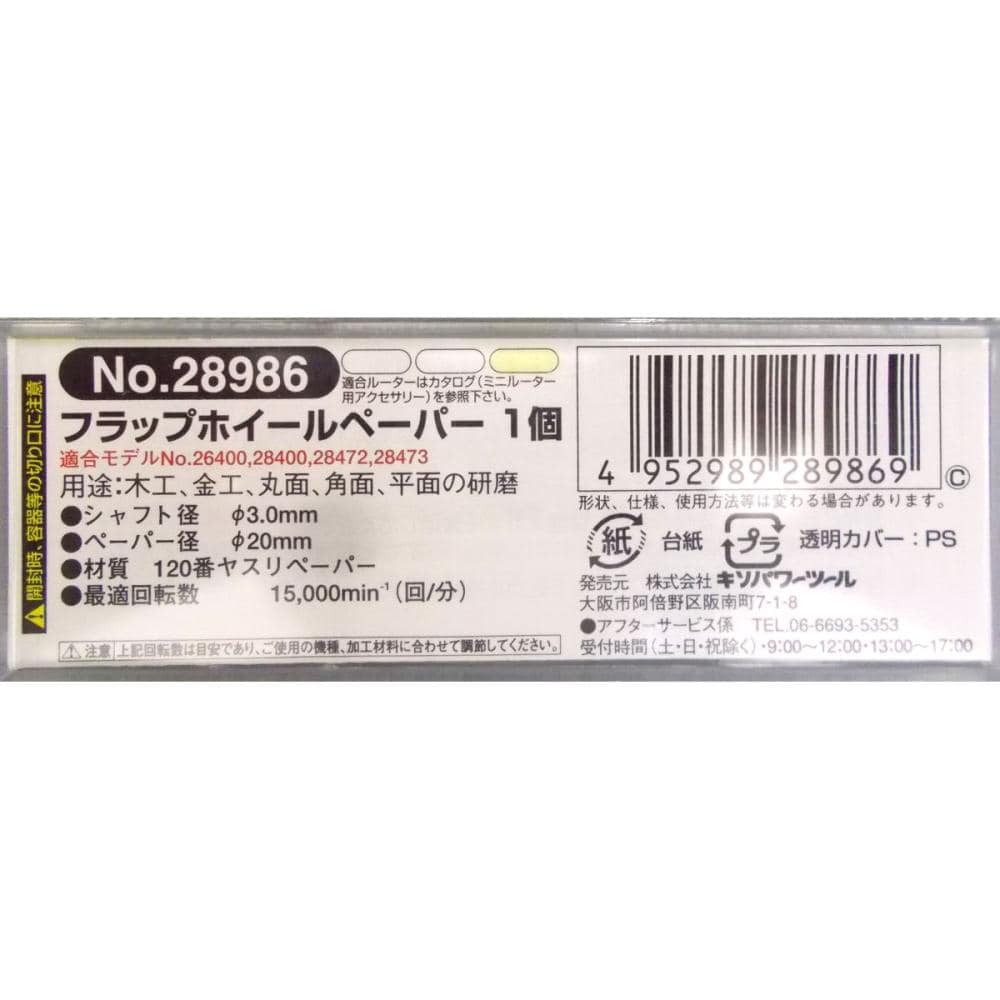 ⚠開封時、容器等の切り口に注意
No.28986
適合ルーターはカタログ(ミニルーター
用アクセサリー)を参照下さい。
フラップホイールペーパー 1個
適合モデルNo.26400,28400,28472,28473
用途:木工、金工、丸面、角面、平面の研磨
●シャフト径 φ3.0mm
●ペーパー径 φ20mm
●材質 120番ヤスリペーパー
●最適回転数 15,000min⁻¹(回/分)
⚠注意 上記回転数は目安であり、ご使用の機種、加工材料に合わせて調節してください。
4 952989 289869 Ⓒ
形状、仕様、使用方法等は変わる場合があります。
紙 台紙 プラ 透明カバー:PS
発売元 株式会社 キソパワーツール
大阪市阿倍野区阪南町7-1-8
●アフターサービス係 TEL.06-6693-5353
受付時間(土・日・祝除く)・9:00〜12:00・13:00〜17:00